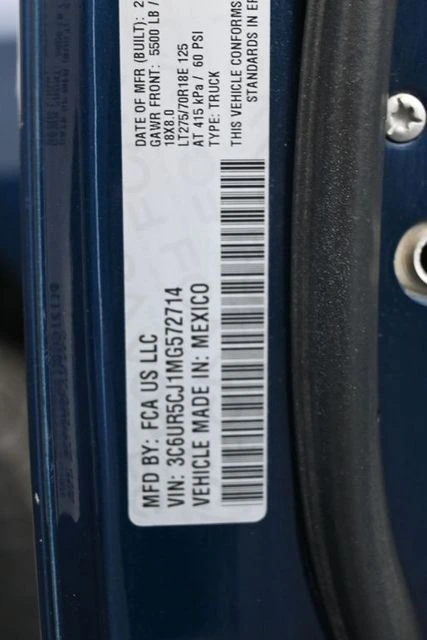 MFD BY: FCA US LLC
VIN: 3C6UR5CJ1MG572714
VEHICLE MADE IN: MEXICO
DATE OF MFR (BUILT): 2
GAWR FRONT: 5500 LB /
18X8.0
LT275/70R18E 125
AT 415 kPa / 60 PSI
TYPE: TRUCK
THIS VEHICLE CONFORMS
STANDARDS IN